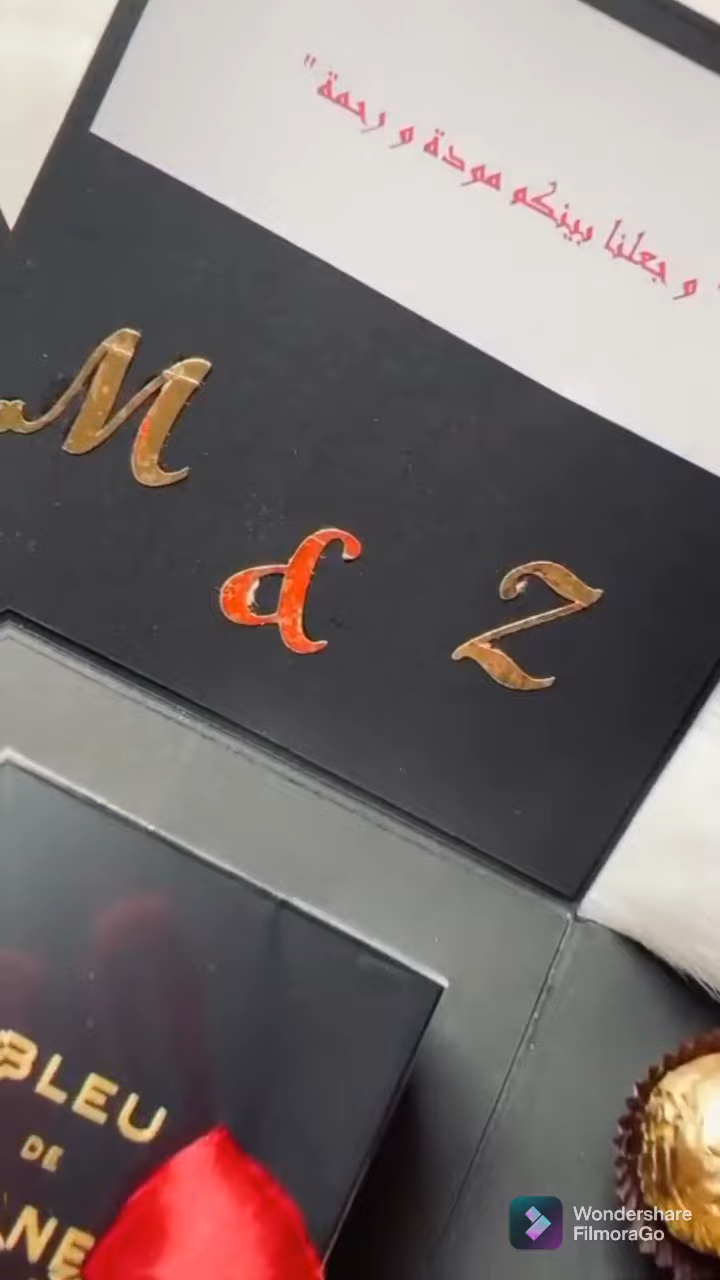 " و جعلنا بينكم مودة و رحمة "
M & Z
BLEU
DE
Wondershare
FilmoraGo